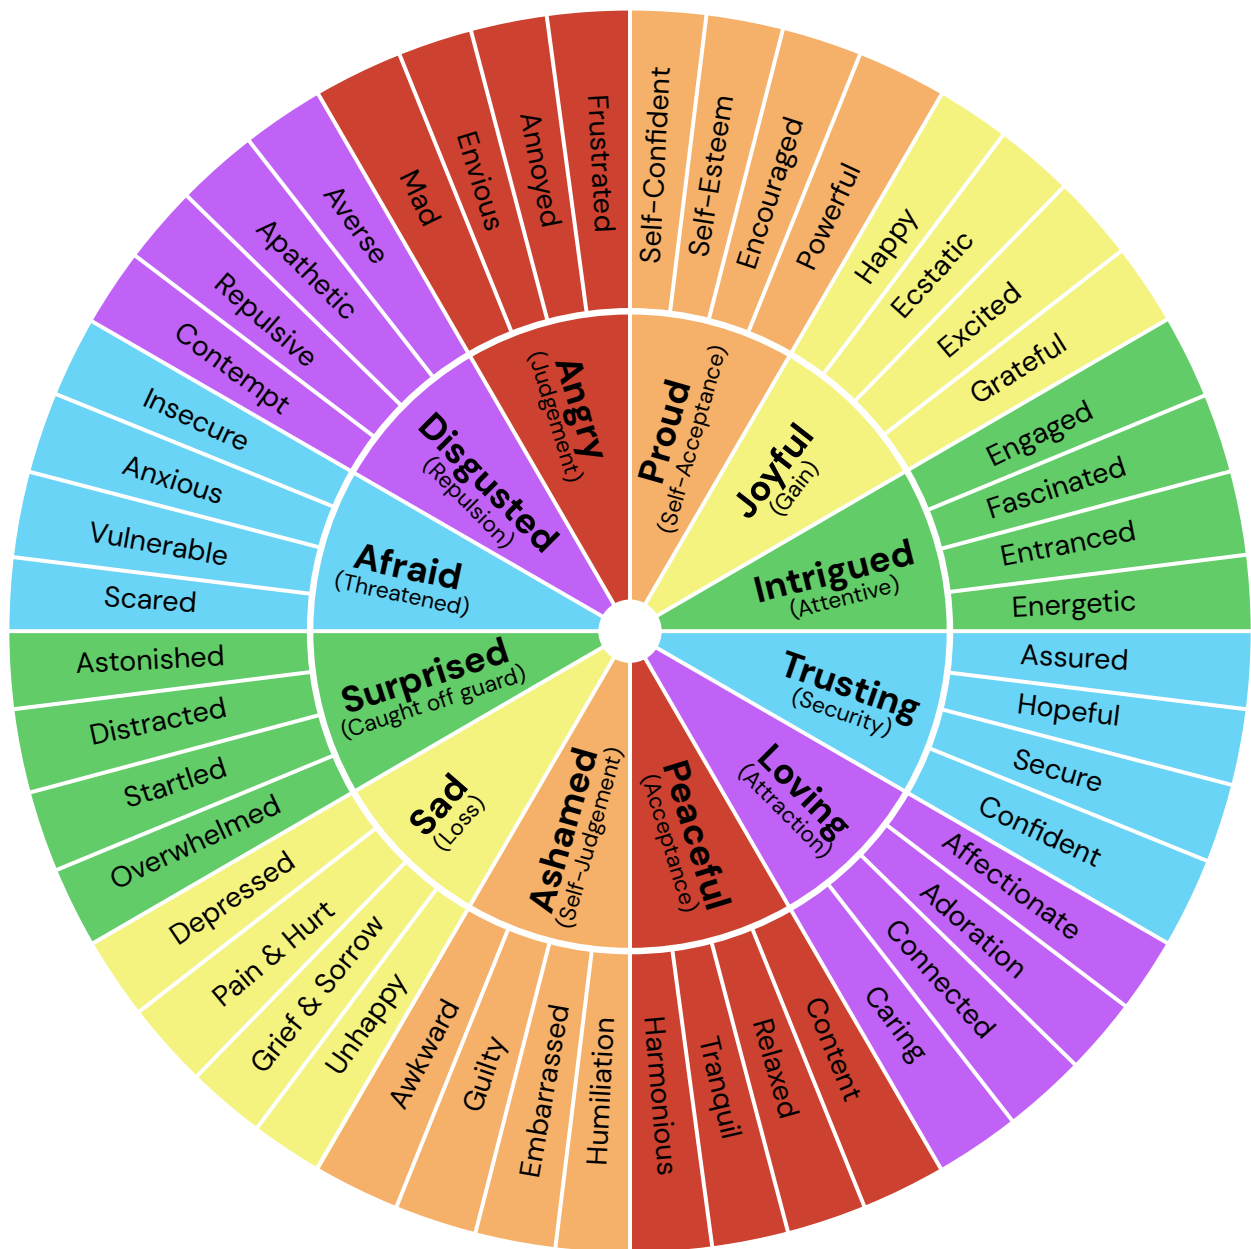 Self-Confident
Self-Esteem
Encouraged
Powerful
Happy
Ecstatic
Excited
Grateful
Engaged
Fascinated
Entranced
Energetic
Assured
Hopeful
Secure
Confident
Affectionate
Adoration
Connected
Caring
Content
Relaxed
Tranquil
Harmonious
Humiliation
Embarrassed
Guilty
Awkward
Unhappy
Grief & Sorrow
Pain & Hurt
Depressed
Overwhelmed
Startled
Distracted
Astonished
Scared
Vulnerable
Anxious
Insecure
Contempt
Repulsive
Apathetic
Averse
Mad
Envious
Annoyed
Frustrated
Proud
(Self-Acceptance)
Joyful
(Gain)
Intrigued
(Attentive)
Trusting
(Security)
Loving
(Attraction)
Peaceful
(Acceptance)
Ashamed
(Self-Judgement)
Sad
(Loss)
Surprised
(Caught off guard)
Afraid
(Threatened)
Disgusted
(Repulsion)
Angry
(Judgement)